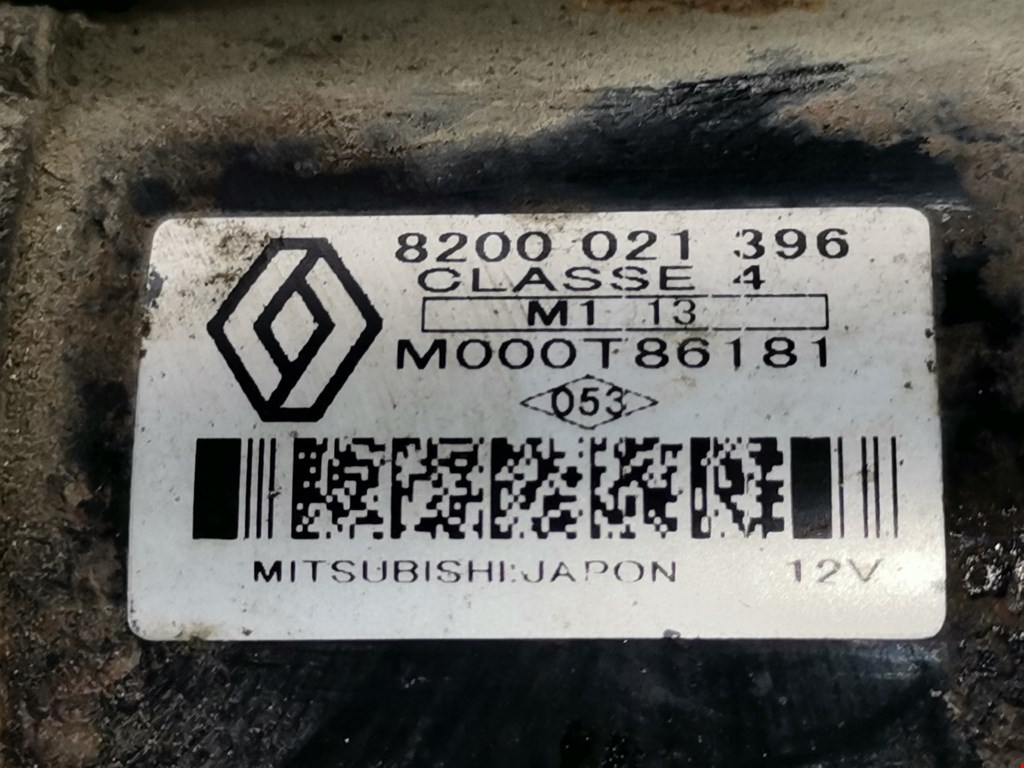 8200 021 396
CLASSE 4
M1 13
M000T86181
053
MITSUBISHI:JAPON 12V